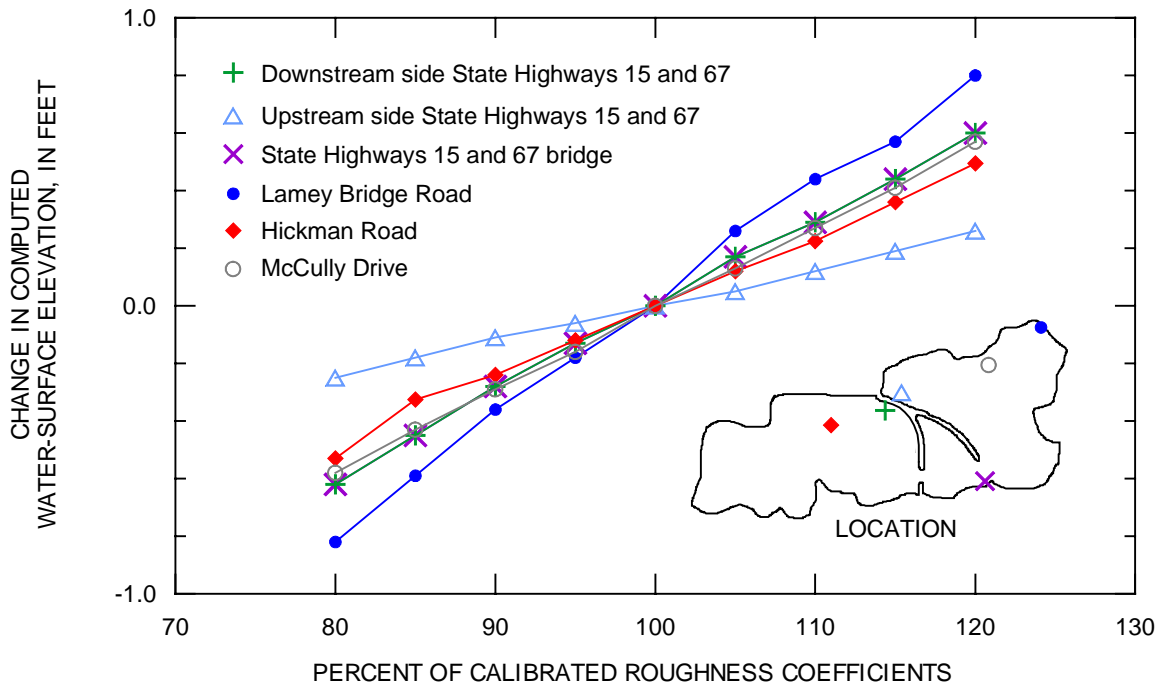 CHANGE IN COMPUTED
WATER-SURFACE ELEVATION, IN FEET
1.0
0.0
-1.0
Downstream side State Highways 15 and 67
Upstream side State Highways 15 and 67
State Highways 15 and 67 bridge
Lamey Bridge Road
Hickman Road
McCully Drive
LOCATION
70 80 90 100 110 120 130
PERCENT OF CALIBRATED ROUGHNESS COEFFICIENTS